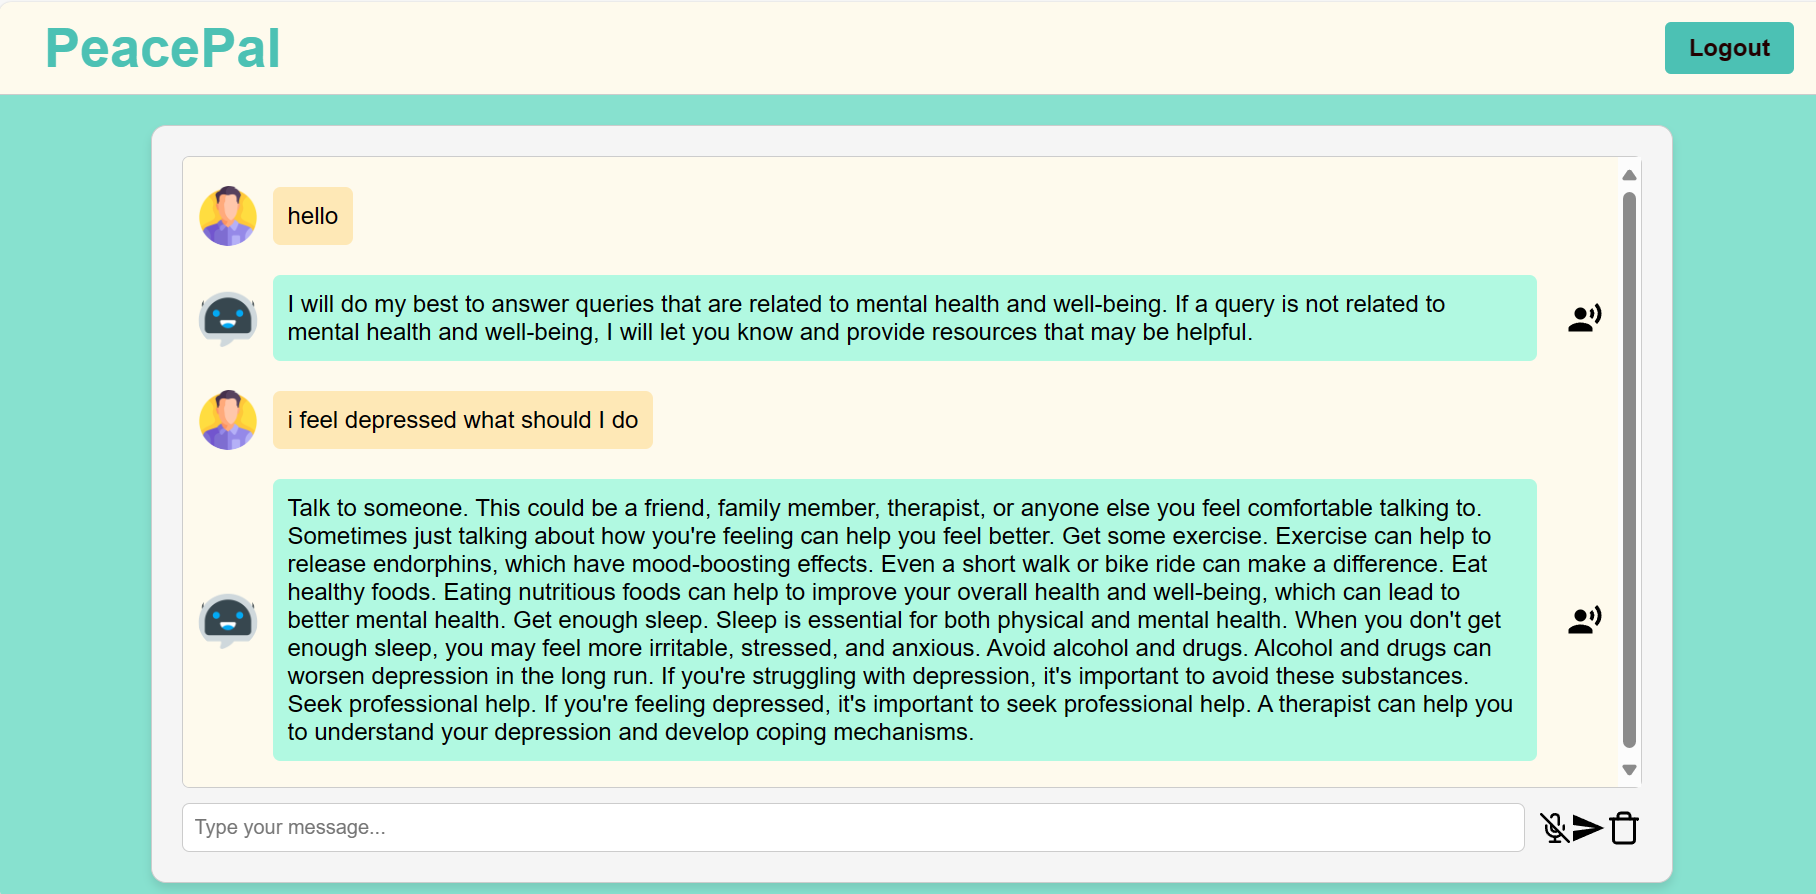 PeacePal
Logout
hello
I will do my best to answer queries that are related to mental health and well-being. If a query is not related to
mental health and well-being, I will let you know and provide resources that may be helpful.
i feel depressed what should I do
Talk to someone. This could be a friend, family member, therapist, or anyone else you feel comfortable talking to.
Sometimes just talking about how you're feeling can help you feel better. Get some exercise. Exercise can help to
release endorphins, which have mood-boosting effects. Even a short walk or bike ride can make a difference. Eat
healthy foods. Eating nutritious foods can help to improve your overall health and well-being, which can lead to
better mental health. Get enough sleep. Sleep is essential for both physical and mental health. When you don't get
enough sleep, you may feel more irritable, stressed, and anxious. Avoid alcohol and drugs. Alcohol and drugs can
worsen depression in the long run. If you're struggling with depression, it's important to avoid these substances.
Seek professional help. If you're feeling depressed, it's important to seek professional help. A therapist can help you
to understand your depression and develop coping mechanisms.
Type your message...